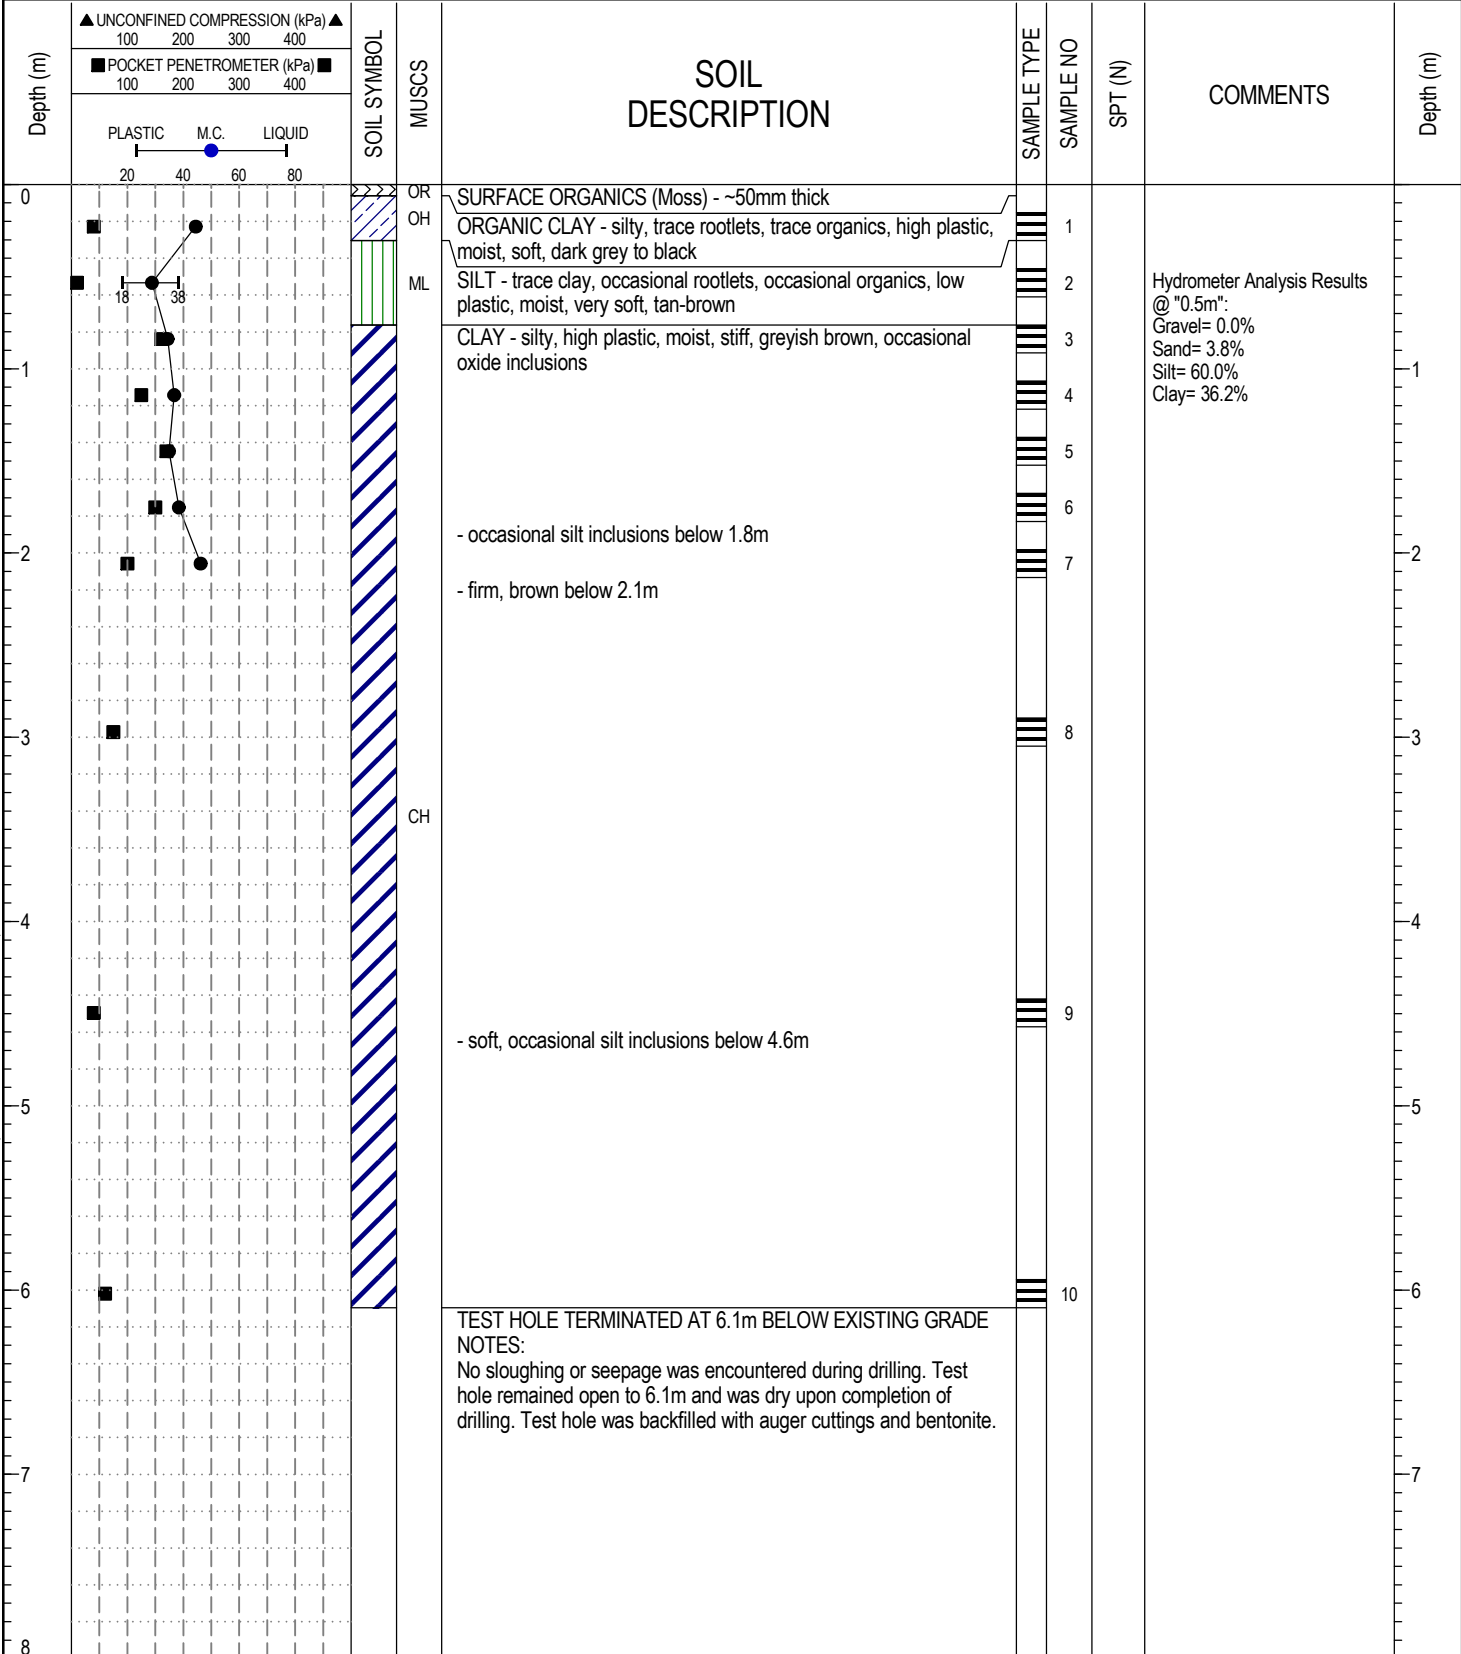 ▲ UNCONFINED COMPRESSION (kPa) ▲
100 200 300 400
■ POCKET PENETROMETER (kPa) ■
100 200 300 400
PLASTIC M.C. LIQUID
20 40 60 80
Depth (m)
SOIL SYMBOL
MUSCS
SOIL
DESCRIPTION
SAMPLE TYPE
SAMPLE NO
SPT (N)
COMMENTS
Depth (m)
0
OR
SURFACE ORGANICS (Moss) - ~50mm thick
OH
ORGANIC CLAY - silty, trace rootlets, trace organics, high plastic,
moist, soft, dark grey to black
1
18 38
ML
SILT - trace clay, occasional rootlets, occasional organics, low
plastic, moist, very soft, tan-brown
2
Hydrometer Analysis Results
@ "0.5m":
Gravel= 0.0%
Sand= 3.8%
Silt= 60.0%
Clay= 36.2%
CLAY - silty, high plastic, moist, stiff, greyish brown, occasional
oxide inclusions
3
1
4
1
5
6
- occasional silt inclusions below 1.8m
2
7
2
- firm, brown below 2.1m
3
8
3
CH
4
4
9
- soft, occasional silt inclusions below 4.6m
5
5
6
10
6
TEST HOLE TERMINATED AT 6.1m BELOW EXISTING GRADE
NOTES:
No sloughing or seepage was encountered during drilling. Test
hole remained open to 6.1m and was dry upon completion of
drilling. Test hole was backfilled with auger cuttings and bentonite.
7
7
8